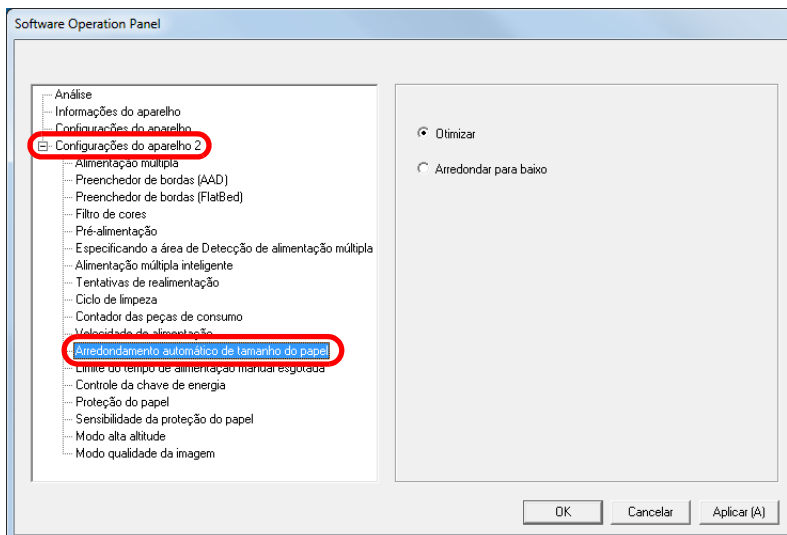 Software Operation Panel
Análise
Informações do aparelho
Configurações do aparelho
Configurações do aparelho 2
Alimentação múltipla
Preenchedor de bordas (AAD)
Preenchedor de bordas (FlatBed)
Filtro de cores
Pré-alimentação
Especificando a área de Detecção de alimentação múltipla
Alimentação múltipla inteligente
Tentativas de realimentação
Ciclo de limpeza
Contador das peças de consumo
Velocidade de alimentação
Arredondamento automático de tamanho do papel
Limite do tempo de alimentação manual esgotada
Controle da chave de energia
Proteção do papel
Sensibilidade da proteção do papel
Modo alta altitude
Modo qualidade da imagem
Otimizar
Arredondar para baixo
OK
Cancelar
Aplicar (A)